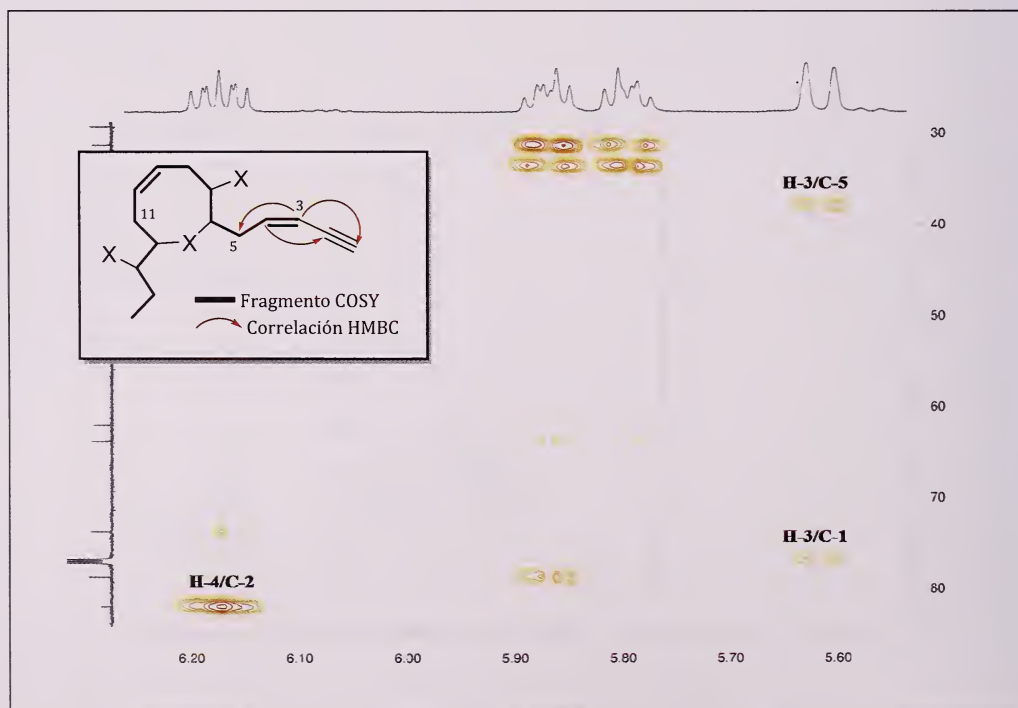 30
H-3/C-5
X
3
40
11
X
5
X
50
Fragmento COSY
Correlación HMBC
60
70
H-3/C-1
H-4/C-2
80
6.20 6.10 6.00 5.90 5.80 5.70 5.60